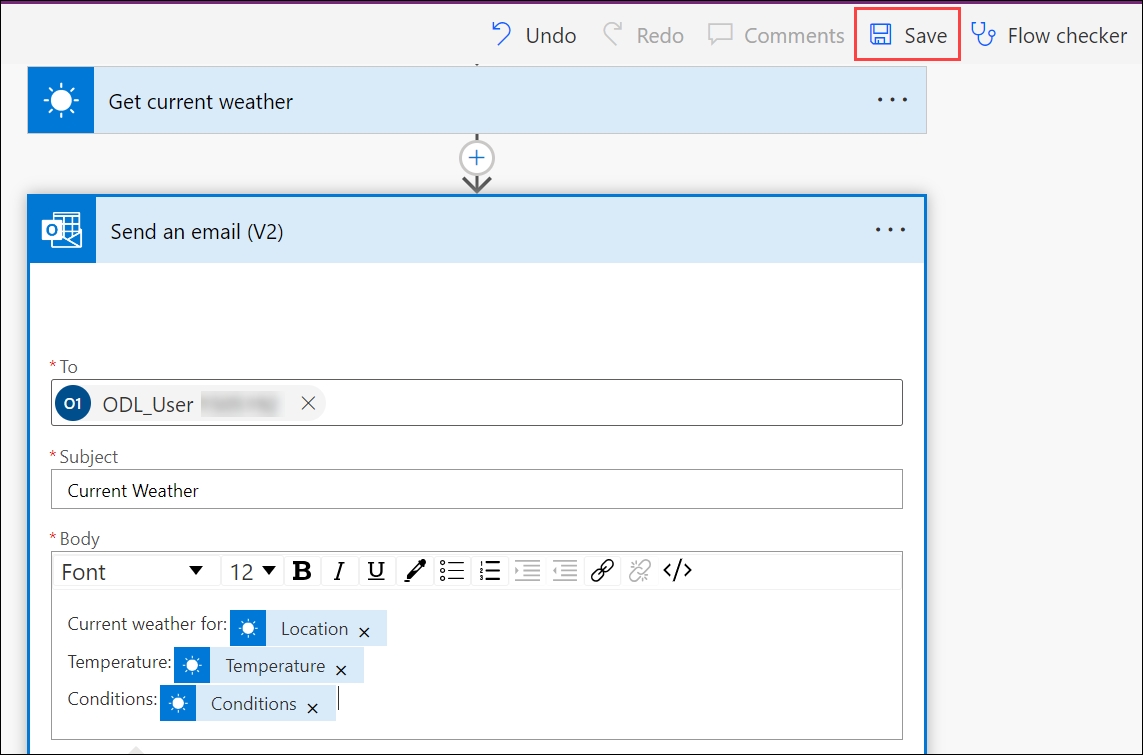 Undo Redo Comments Save Flow checker
Get current weather ...
Send an email (V2) ...
* To
O1 ODL_User
* Subject
Current Weather
* Body
Font 12 B I U </>
Current weather for: Location ×
Temperature: Temperature ×
Conditions: Conditions ×